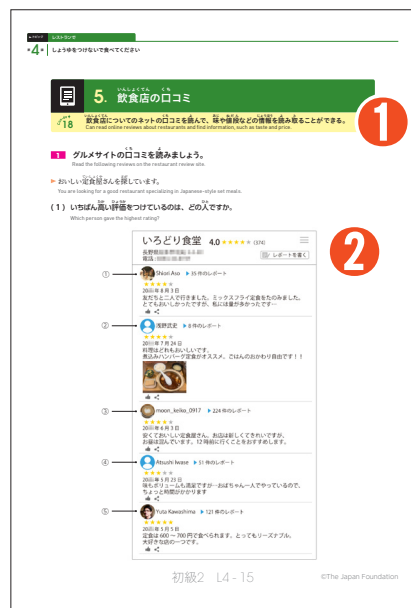 トピック レストランで
●4● しょうゆをつけないで食べてください
5. 飲食店の口コミ
いんしょくてん くち
18 飲食店についてのネットの口コミを読んで、味や値段などの情報を読み取ることができる。
Can read online reviews about restaurants and find information, such as taste and price.
1
1 グルメサイトの口コミを読みましょう。
Read the following reviews on the restaurant review site.
▶ おいしい定食屋さんを探しています。
You are looking for a good restaurant specializing in Japanese-style set meals.
(1) いちばん高い評価をつけているのは、どの人ですか。
Which person gave the highest rating?
2
いろどり食堂 4.0 ★★★★★ (374)
長野県
電話:
レポートを書く
① Shiori Aso ▶ 35 件のレポート
★★★★★
年 8 月 3 日
友だちと二人で行きました。ミックスフライ定食をたのみました。
とてもおいしかったですが、私には量が多かったです…
② 浅野武史 ▶ 8 件のレポート
★★★★★
年 7 月 24 日
料理はどれもおいしいです。
煮込みハンバーグ定食がオススメ。ごはんのおかわり自由です!!
③ moon_keiko_0917 ▶ 224 件のレポート
★★★★★
年 6 月 3 日
安くておいしい定食屋さん。お店は新しくてきれいですが、
お昼は混んでいます。12 時前に行くことをおすすめします。
④ Atsushi Iwase ▶ 51 件のレポート
★★★★★
年 5 月 25 日
味もボリュームも満足ですが…おばちゃん一人でやっているので、
ちょっと時間がかかります
⑤ Yuta Kawashima ▶ 121 件のレポート
★★★★★
年 5 月 5 日
定食は 600 ～ 700 円で食べられます。とってもリーズナブル。
大好きな店の一つです。
初級2 L4 - 15
©The Japan Foundation